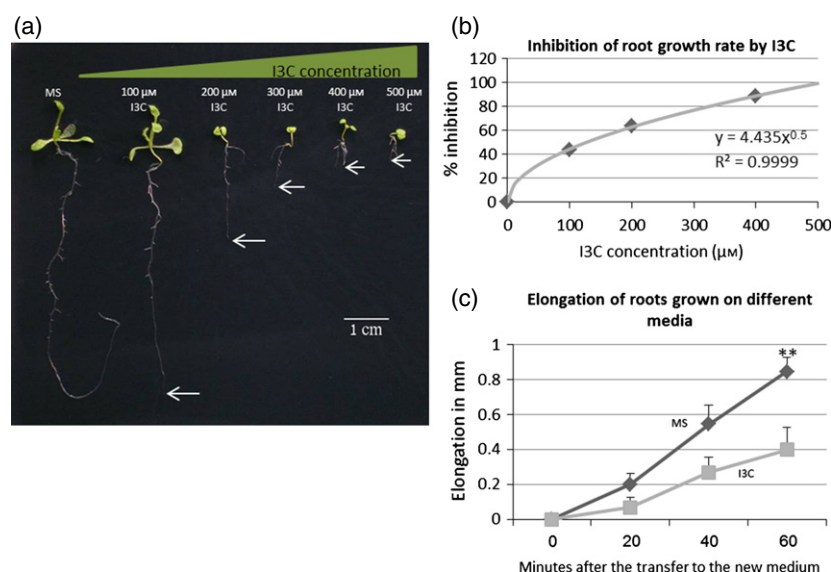 (a)
I3C concentration
MS
100 μM
I3C
200 μM
I3C
300 μM
I3C
400 μM
I3C
500 μM
I3C
1 cm
(b)
Inhibition of root growth rate by I3C
120
100
80
60
40
20
0
% inhibition
y = 4.435x^0.5
R² = 0.9999
0 100 200 300 400 500
I3C concentration (μM)
(c)
Elongation of roots grown on different
media
1
0.8
0.6
0.4
0.2
0
Elongation in mm
**
MS
I3C
0 20 40 60
Minutes after the transfer to the new medium